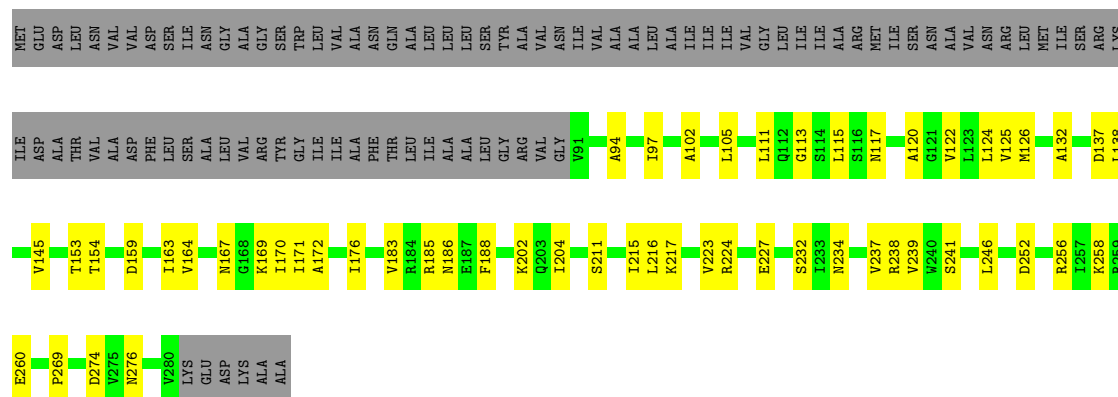 MET GLU ASP LEU ASN VAL VAL ASP SER ILE ASN GLY ALA GLY SER TRP LEU VAL ALA ASN GLN ALA LEU LEU LEU SER TYR ALA VAL ASN ILE VAL ALA ALA LEU ALA ILE ILE ILE VAL GLY LEU ILE ILE ALA ARG MET ILE SER ASN ALA VAL ASN ARG LEU MET ILE SER ARG LYS
ILE ASP ALA THR VAL ALA ASP PHE LEU SER ALA LEU VAL ARG TYR GLY ILE ILE ALA PHE THR LEU ILE ALA ALA LEU GLY ARG VAL GLY V91 A94 I97 A102 L105 L111 Q112 G113 S114 L115 S116 N117 A120 G121 V122 L123 L124 V125 M126 A132 D137 L138
V145 T153 T154 D159 I163 V164 N167 G168 K169 I170 I171 A172 I176 V183 R184 R185 N186 E187 F188 K202 Q203 I204 S211 I215 L216 K217 V223 R224 E227 S232 I233 N234 V237 R238 V239 W240 S241 L246 D252 R256 I257 K258
E260 P269 D274 V275 N276 V280 LYS GLU ASP LYS ALA ALA